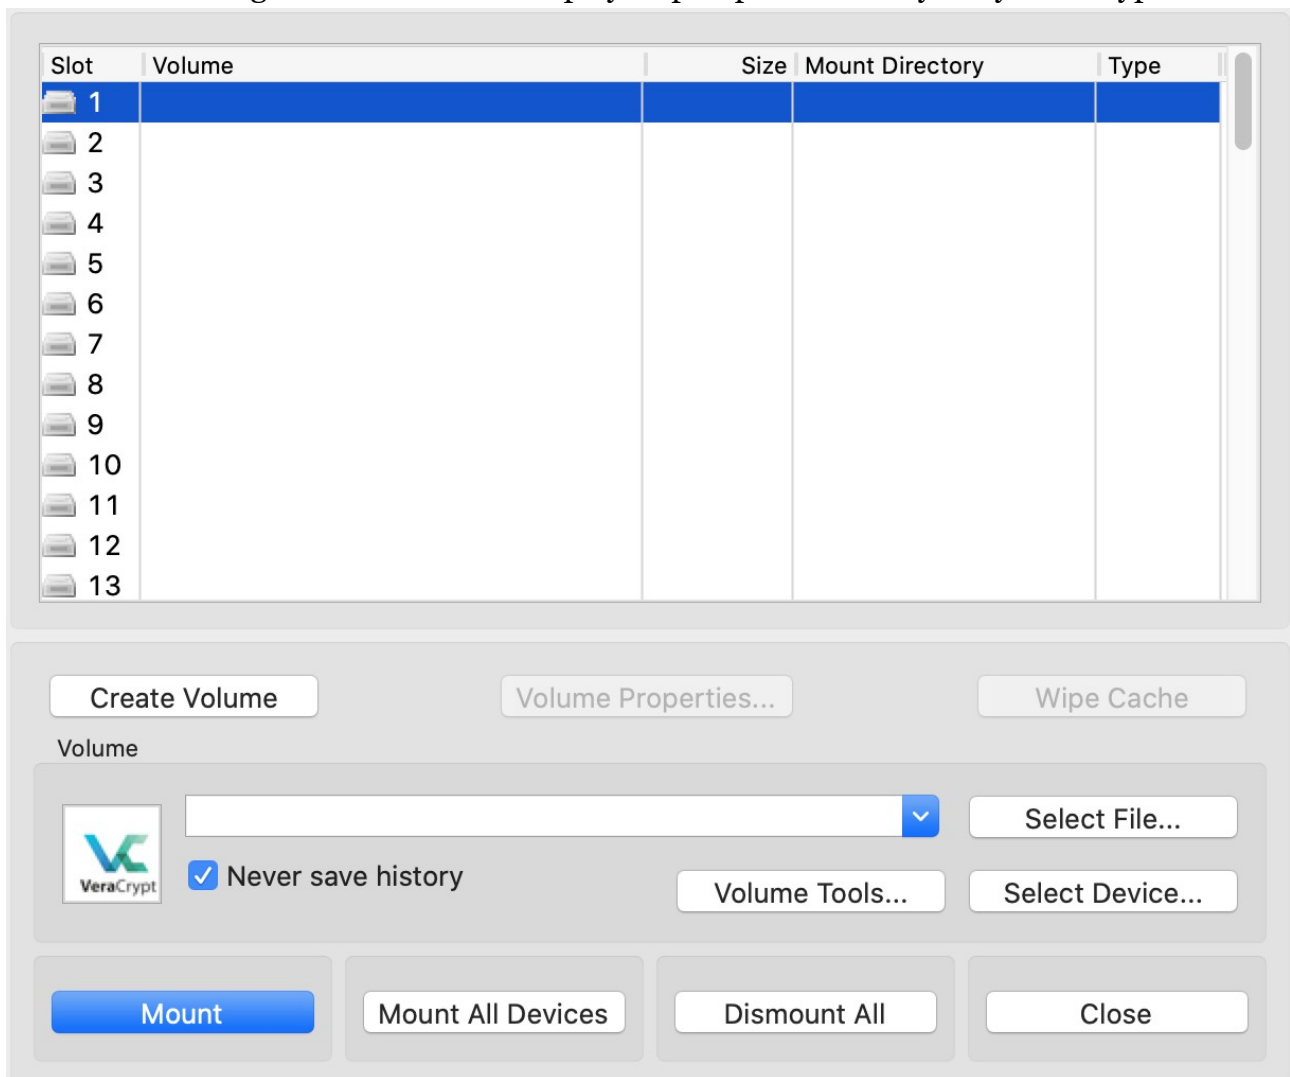 Slot Volume Size Mount Directory Type
1
2
3
4
5
6
7
8
9
10
11
12
13
Create Volume Volume Properties... Wipe Cache
Volume
Select File...
VeraCrypt
Never save history
Volume Tools... Select Device...
Mount Mount All Devices Dismount All Close